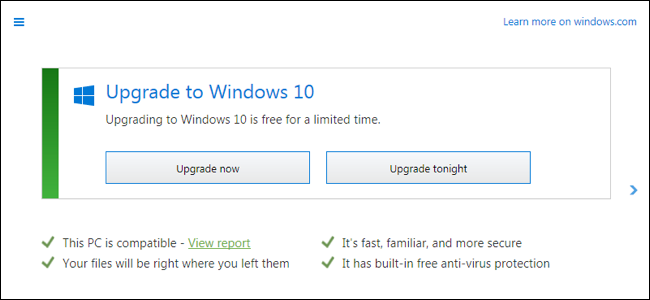 Learn more on windows.com
Upgrade to Windows 10
Upgrading to Windows 10 is free for a limited time.
Upgrade now
Upgrade tonight
This PC is compatible - View report
It's fast, familiar, and more secure
Your files will be right where you left them
It has built-in free anti-virus protection